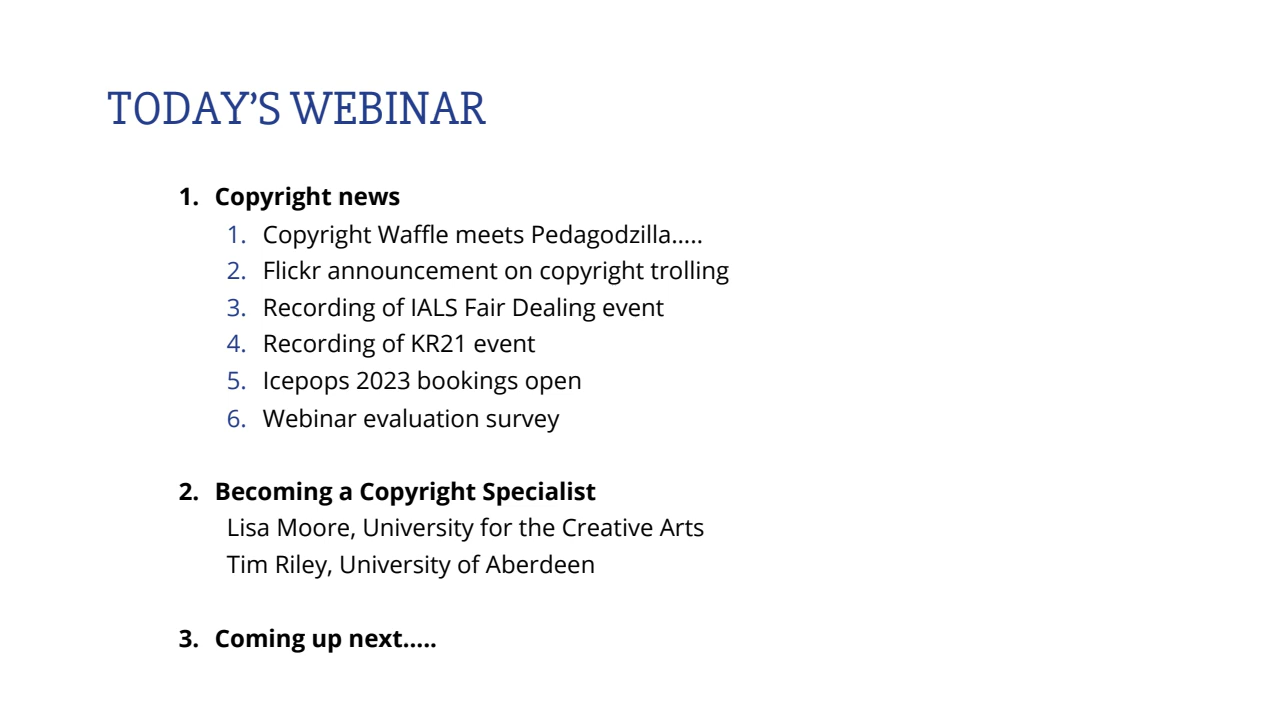 TODAY’S WEBINAR
1. Copyright news
1. Copyright Waffle meets Pedagodzilla.....
2. Flickr announcement on copyright trolling
3. Recording of IALS Fair Dealing event
4. Recording of KR21 event
5. Icepops 2023 bookings open
6. Webinar evaluation survey
2. Becoming a Copyright Specialist
Lisa Moore, University for the Creative Arts
Tim Riley, University of Aberdeen
3. Coming up next.....